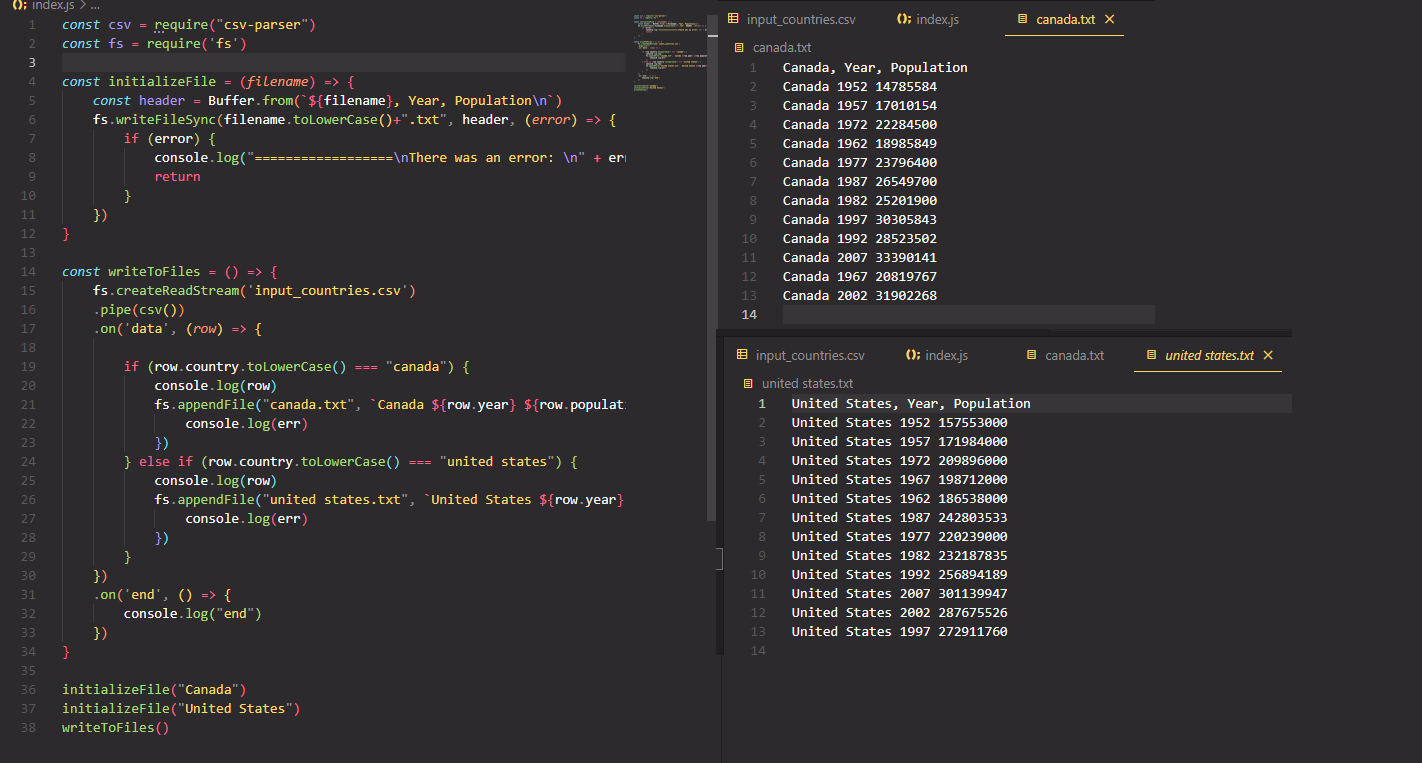 index.js > ...
1 const csv = require("csv-parser")
2 const fs = require('fs')
3
4 const initializeFile = (filename) => {
5 const header = Buffer.from(`${filename}, Year, Population\n`)
6 fs.writeFileSync(filename.toLowerCase()+".txt", header, (error) => {
7 if (error) {
8 console.log("==================\nThere was an error: \n" + er
9 return
10 }
11 })
12 }
13
14 const writeToFiles = () => {
15 fs.createReadStream('input_countries.csv')
16 .pipe(csv())
17 .on('data', (row) => {
18
19 if (row.country.toLowerCase() === "canada") {
20 console.log(row)
21 fs.appendFile("canada.txt", `Canada ${row.year} ${row.populat
22 console.log(err)
23 })
24 } else if (row.country.toLowerCase() === "united states") {
25 console.log(row)
26 fs.appendFile("united states.txt", `United States ${row.year}
27 console.log(err)
28 })
29 }
30 })
31 .on('end', () => {
32 console.log("end")
33 })
34 }
35
36 initializeFile("Canada")
37 initializeFile("United States")
38 writeToFiles()
input_countries.csv index.js canada.txt
canada.txt
1 Canada, Year, Population
2 Canada 1952 14785584
3 Canada 1957 17010154
4 Canada 1972 22284500
5 Canada 1962 18985849
6 Canada 1977 23796400
7 Canada 1987 26549700
8 Canada 1982 25201900
9 Canada 1997 30305843
10 Canada 1992 28523502
11 Canada 2007 33390141
12 Canada 1967 20819767
13 Canada 2002 31902268
14
input_countries.csv index.js canada.txt united states.txt
united states.txt
1 United States, Year, Population
2 United States 1952 157553000
3 United States 1957 171984000
4 United States 1972 209896000
5 United States 1967 198712000
6 United States 1962 186538000
7 United States 1987 242803533
8 United States 1977 220239000
9 United States 1982 232187835
10 United States 1992 256894189
11 United States 2007 301139947
12 United States 2002 287675526
13 United States 1997 272911760
14